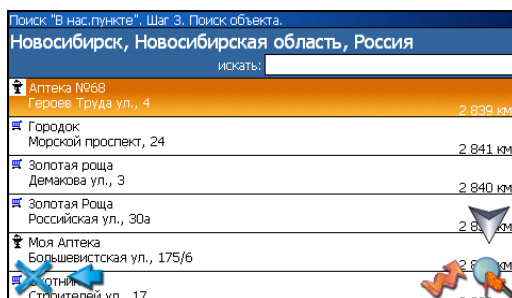 Поиск "В нас.пункте". Шаг 3. Поиск объекта.
Новосибирск, Новосибирская область, Россия
искать:
Аптека №68
Героев Труда ул., 4
2 839 км
Городок
Морской проспект, 24
2 841 км
Золотая роща
Демакова ул., 3
2 840 км
Золотая Роща
Российская ул., 30а
км
Моя Аптека
Большевистская ул., 175/6
км
Строителей ул., 17